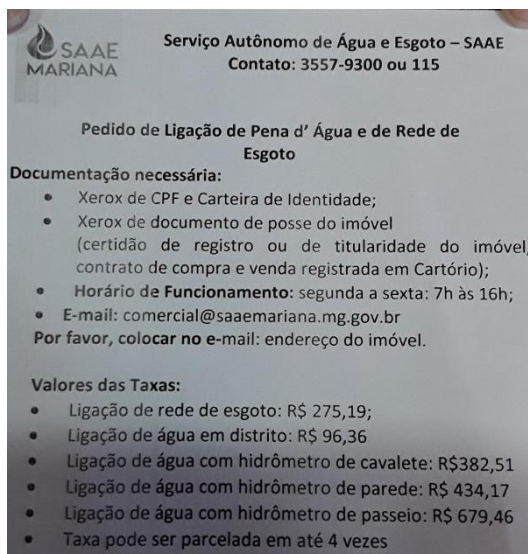 SAAE
MARIANA
Serviço Autônomo de Água e Esgoto – SAAE
Contato: 3557-9300 ou 115
Pedido de Ligação de Pena d’ Água e de Rede de
Esgoto
Documentação necessária:
• Xerox de CPF e Carteira de Identidade;
• Xerox de documento de posse do imóvel
(certidão de registro ou de titularidade do imóvel,
contrato de compra e venda registrada em Cartório);
• Horário de Funcionamento: segunda a sexta: 7h às 16h;
• E-mail: comercial@saaemariana.mg.gov.br
Por favor, colocar no e-mail: endereço do imóvel.
Valores das Taxas:
• Ligação de rede de esgoto: R$ 275,19;
• Ligação de água em distrito: R$ 96,36
• Ligação de água com hidrômetro de cavalete: R$382,51
• Ligação de água com hidrômetro de parede: R$ 434,17
• Ligação de água com hidrômetro de passeio: R$ 679,46
• Taxa pode ser parcelada em até 4 vezes